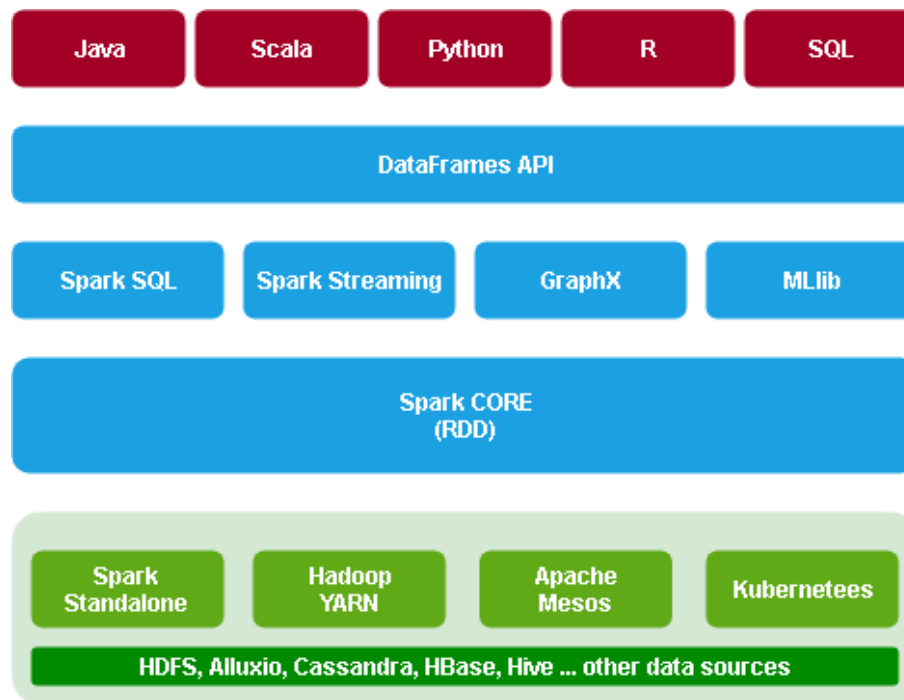 Java
Scala
Python
R
SQL
DataFrames API
Spark SQL
Spark Streaming
GraphX
MLlib
Spark CORE
(RDD)
Spark
Standalone
Hadoop
YARN
Apache
Mesos
Kubernetees
HDFS, Alluxio, Cassandra, HBase, Hive ... other data sources